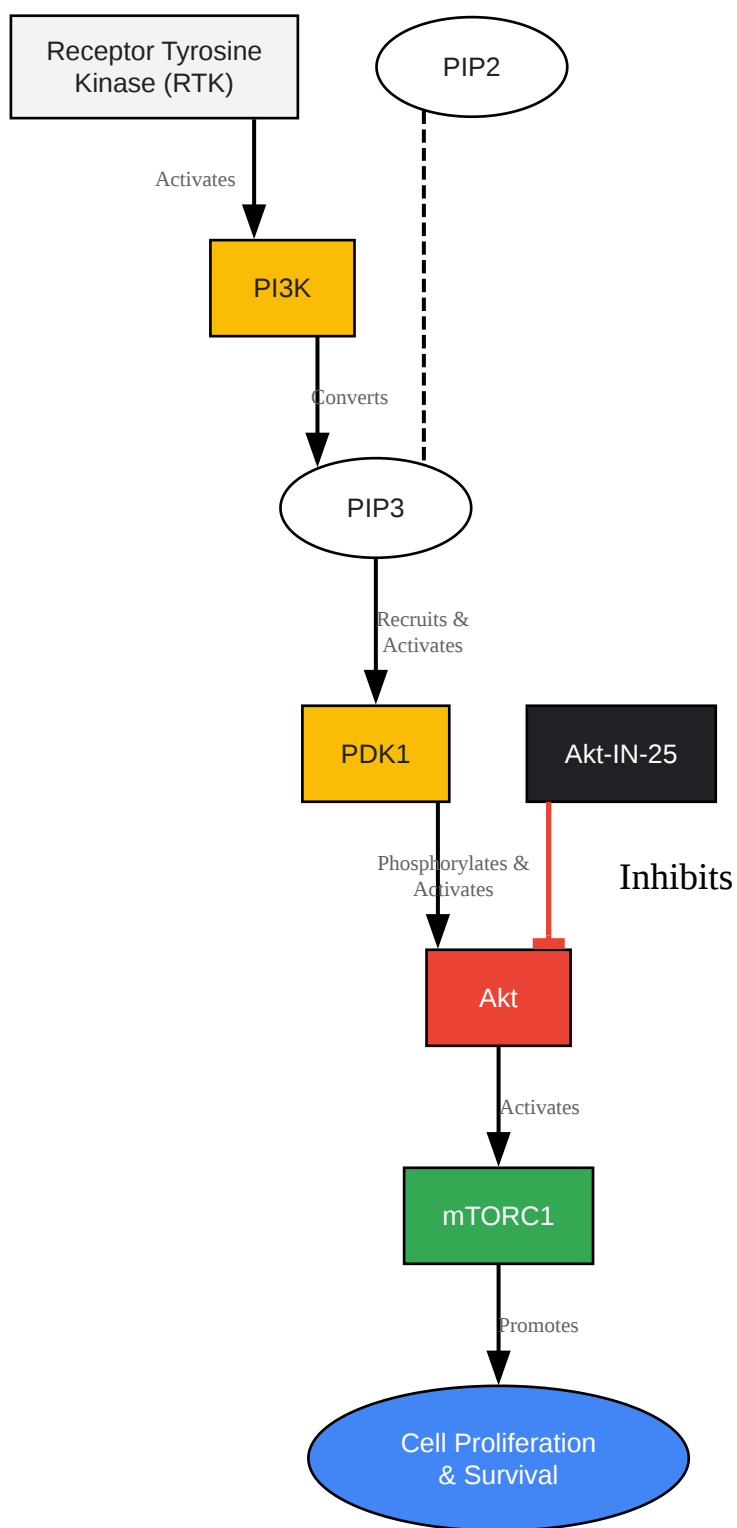 Receptor Tyrosine
Kinase (RTK)
PIP2
Activates
PI3K
Converts
PIP3
Recruits &
Activates
PDK1
Akt-IN-25
Phosphorylates &
Activates
Inhibits
Akt
Activates
mTORC1
Promotes
Cell Proliferation
& Survival